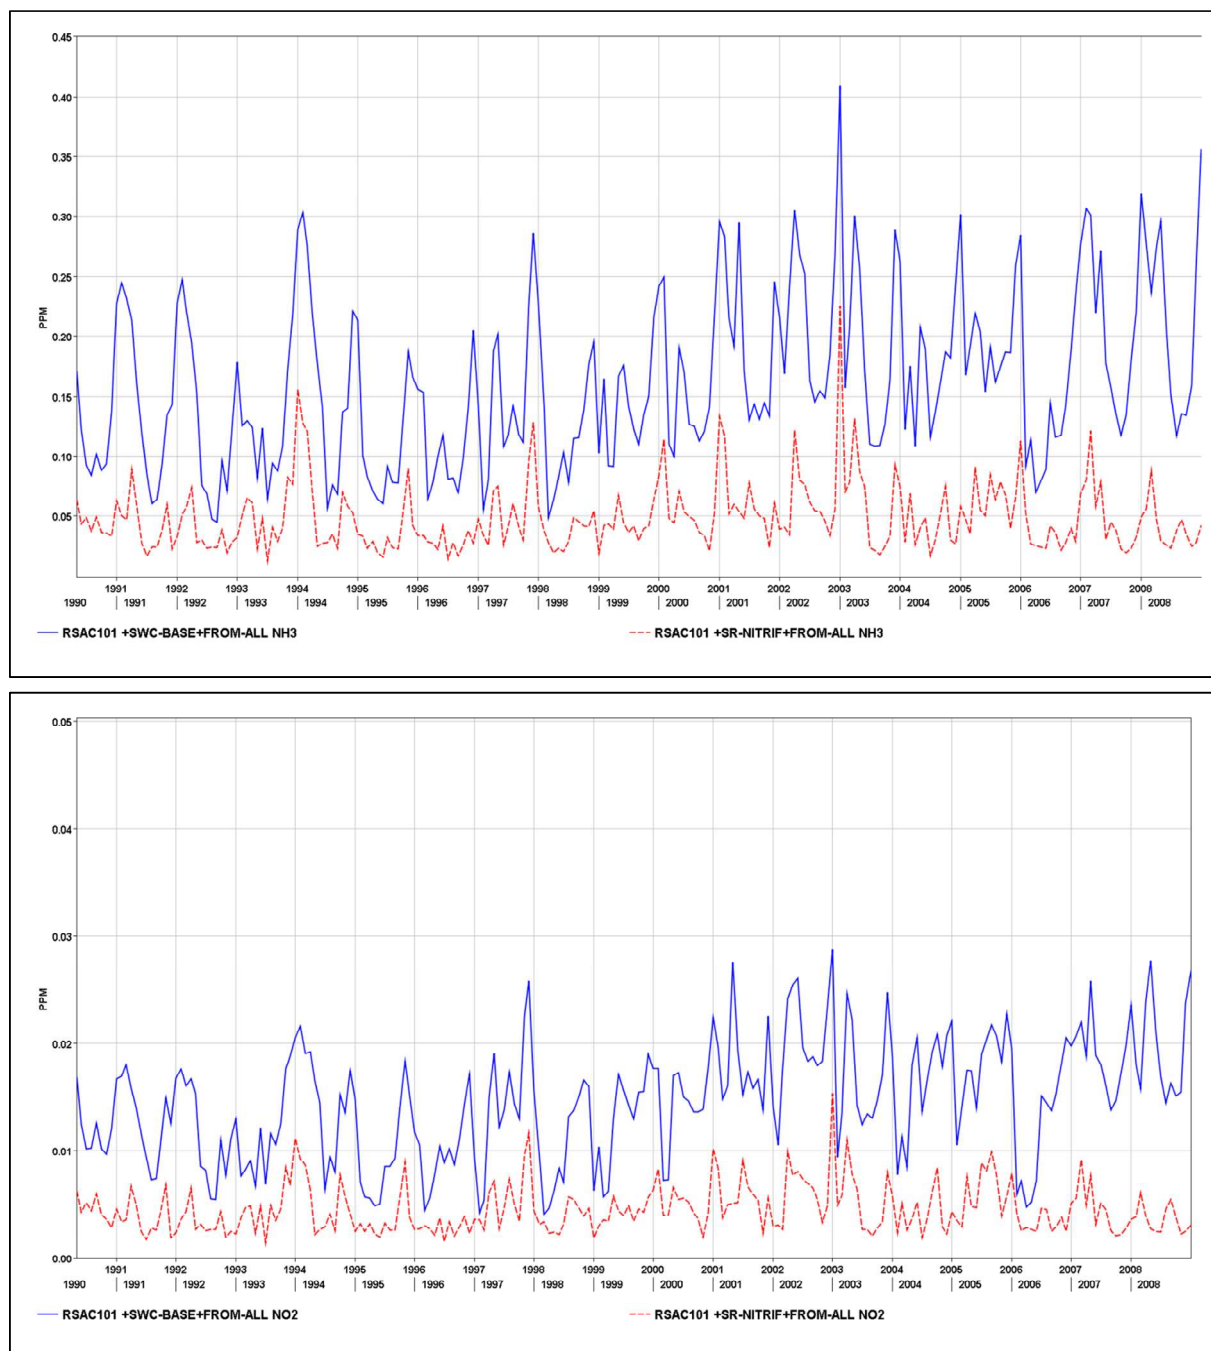 0.45
0.40
0.35
0.30
0.25
0.20
0.15
0.10
0.05
PPM
1991 1992 1993 1994 1995 1996 1997 1998 1999 2000 2001 2002 2003 2004 2005 2006 2007 2008
1990 1991 1992 1993 1994 1995 1996 1997 1998 1999 2000 2001 2002 2003 2004 2005 2006 2007 2008
RSAC101 +SWC-BASE+FROM-ALL NH3 RSAC101 +SR-NITRIF+FROM-ALL NH3
0.05
0.04
0.03
PPM
0.02
0.01
0.00
1991 1992 1993 1994 1995 1996 1997 1998 1999 2000 2001 2002 2003 2004 2005 2006 2007 2008
1990 1991 1992 1993 1994 1995 1996 1997 1998 1999 2000 2001 2002 2003 2004 2005 2006 2007 2008
RSAC101 +SWC-BASE+FROM-ALL NO2 RSAC101 +SR-NITRIF+FROM-ALL NO2